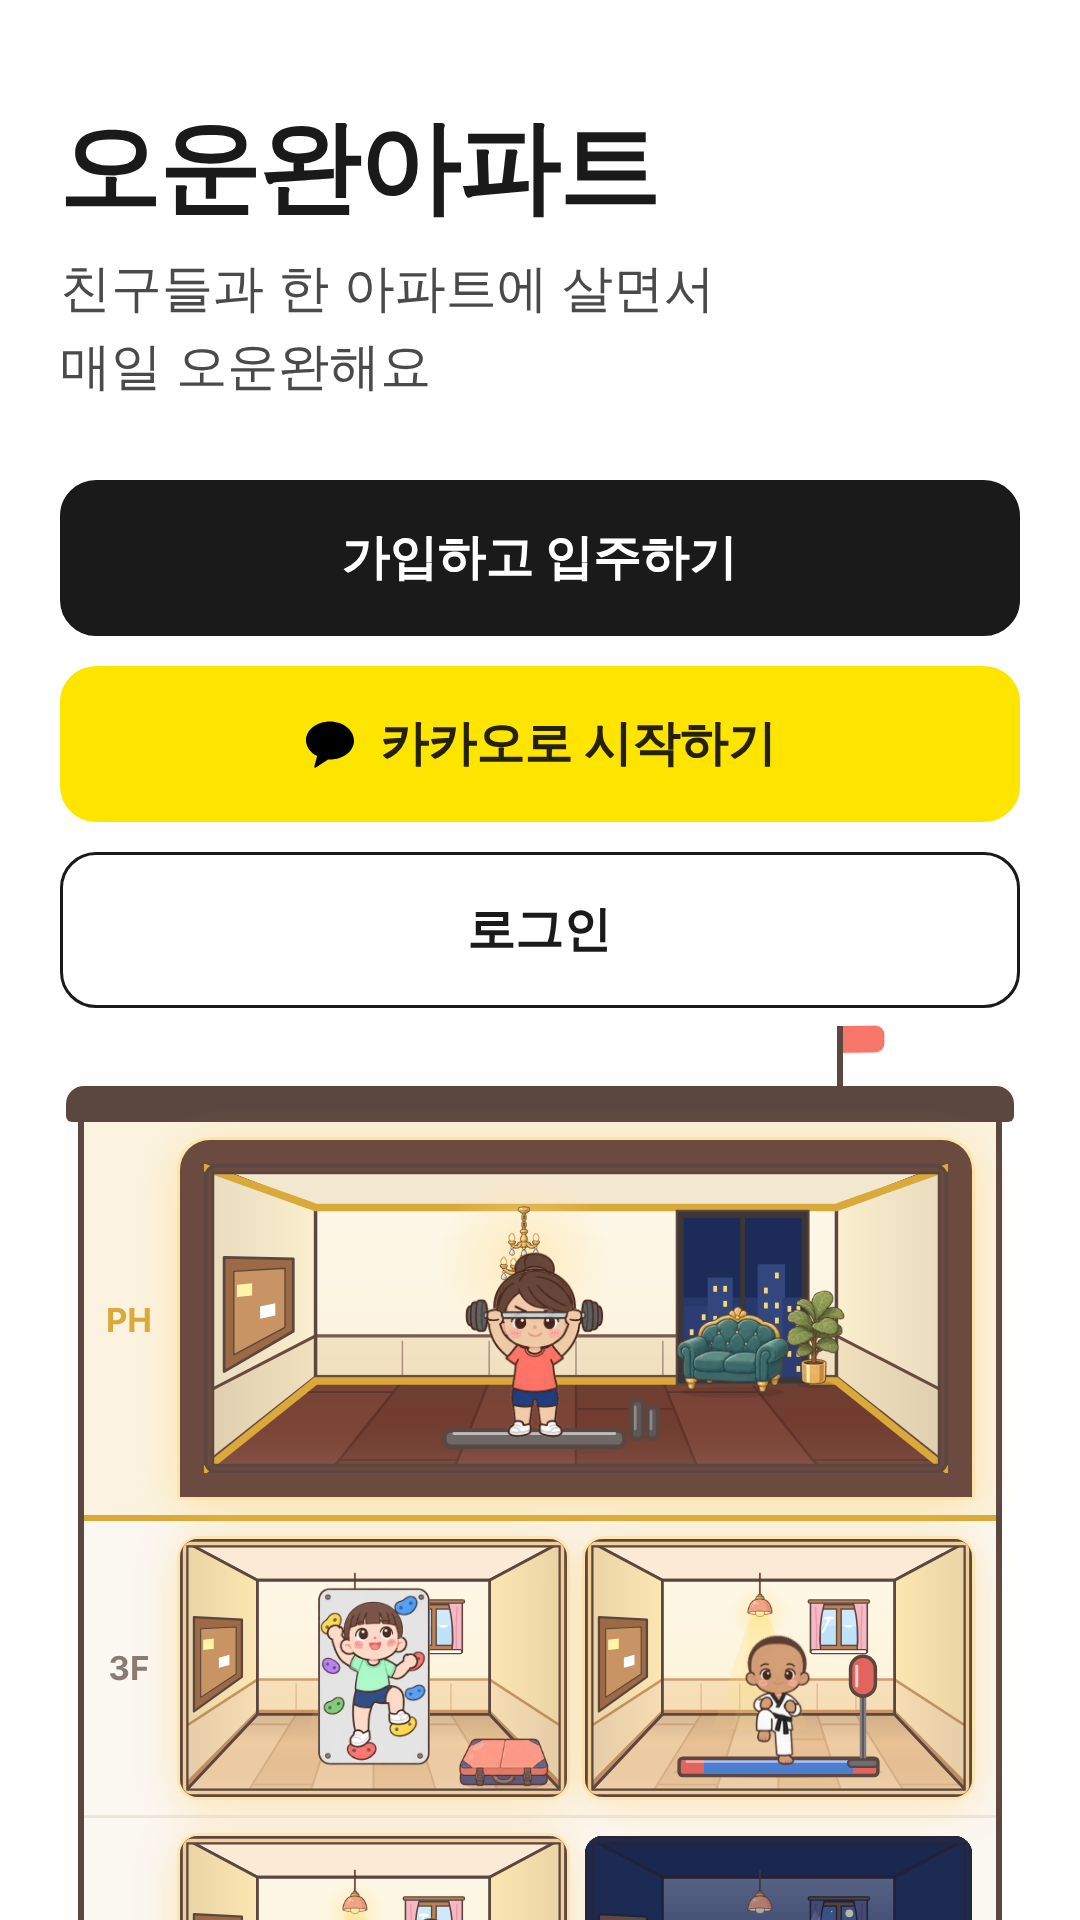 오운완아파트
친구들과 한 아파트에 살면서
매일 오운완해요
가입하고 입주하기
카카오로 시작하기
로그인
PH
3F